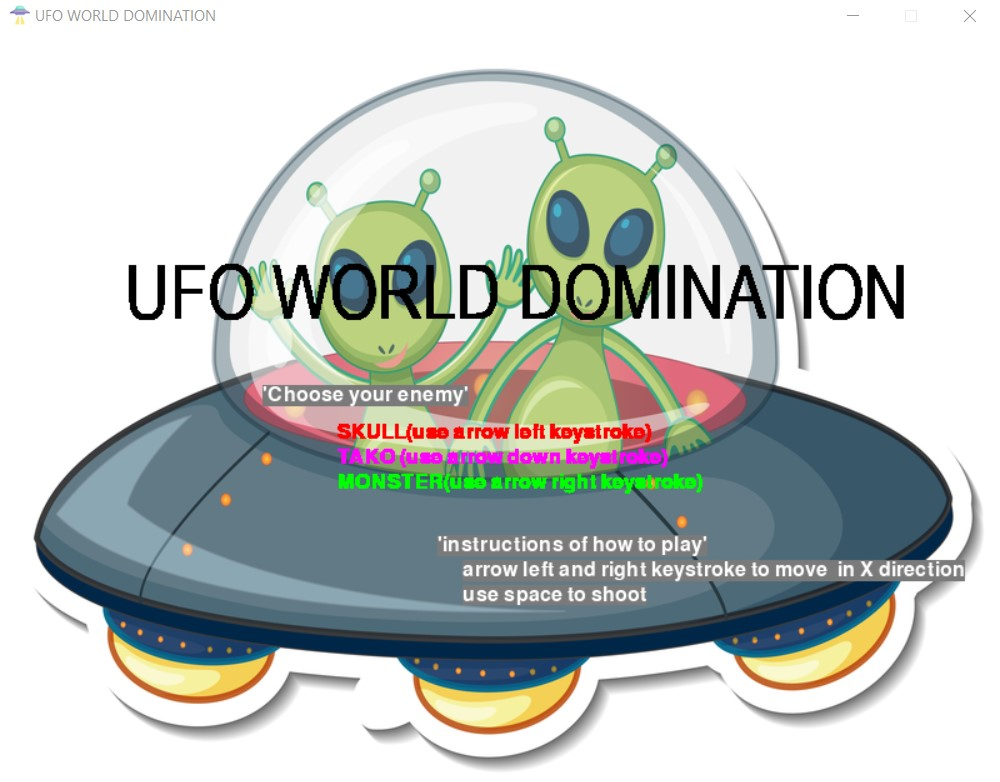 UFO WORLD DOMINATION
UFO WORLD DOMINATION
'Choose your enemy'
SKULL(use arrow left keystroke)
TAKO (use arrow down keystroke)
MONSTER(use arrow right keystroke)
'instructions of how to play'
arrow left and right keystroke to move  in X direction
use space to shoot